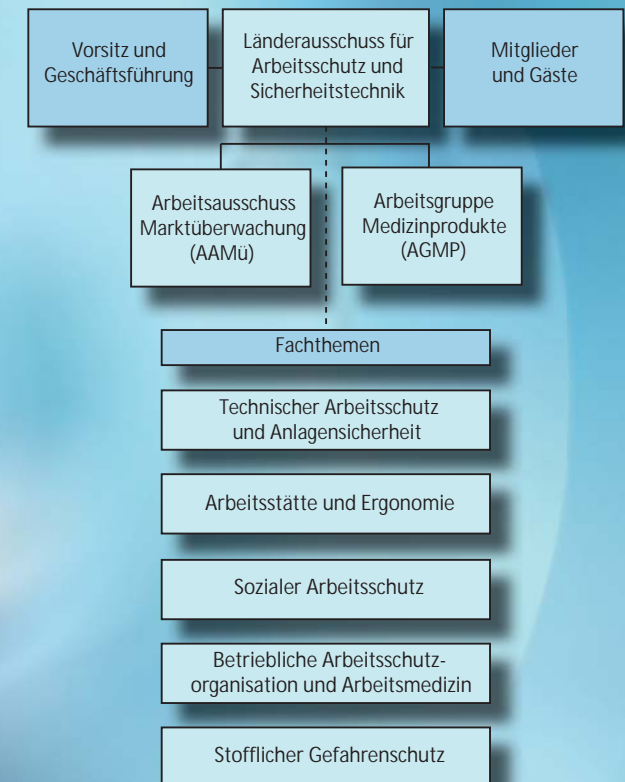 Vorsitz und
Geschäftsführung
Länderausschuss für
Arbeitsschutz und
Sicherheitstechnik
Mitglieder
und Gäste
Arbeitsausschuss
Marktüberwachung
(AAMü)
Arbeitsgruppe
Medizinprodukte
(AGMP)
Fachthemen
Technischer Arbeitsschutz
und Anlagensicherheit
Arbeitsstätte und Ergonomie
Sozialer Arbeitsschutz
Betriebliche Arbeitsschutz-
organisation und Arbeitsmedizin
Stofflicher Gefahrenschutz